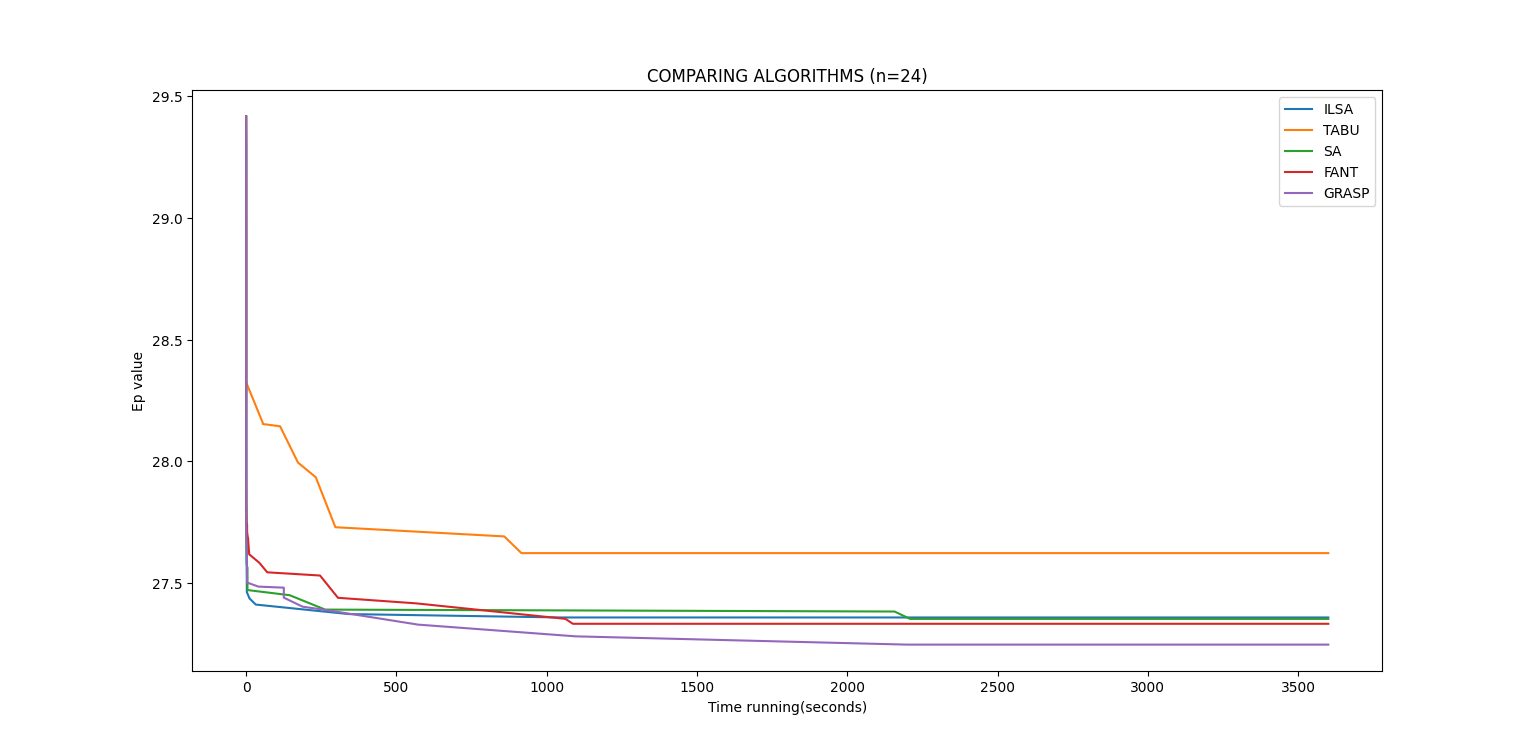 COMPARING ALGORITHMS (n=24)
29.5
29.0
28.5
28.0
27.5
Ep value
ILSA
TABU
SA
FANT
GRASP
0
500
1000
1500
2000
2500
3000
3500
Time running(seconds)